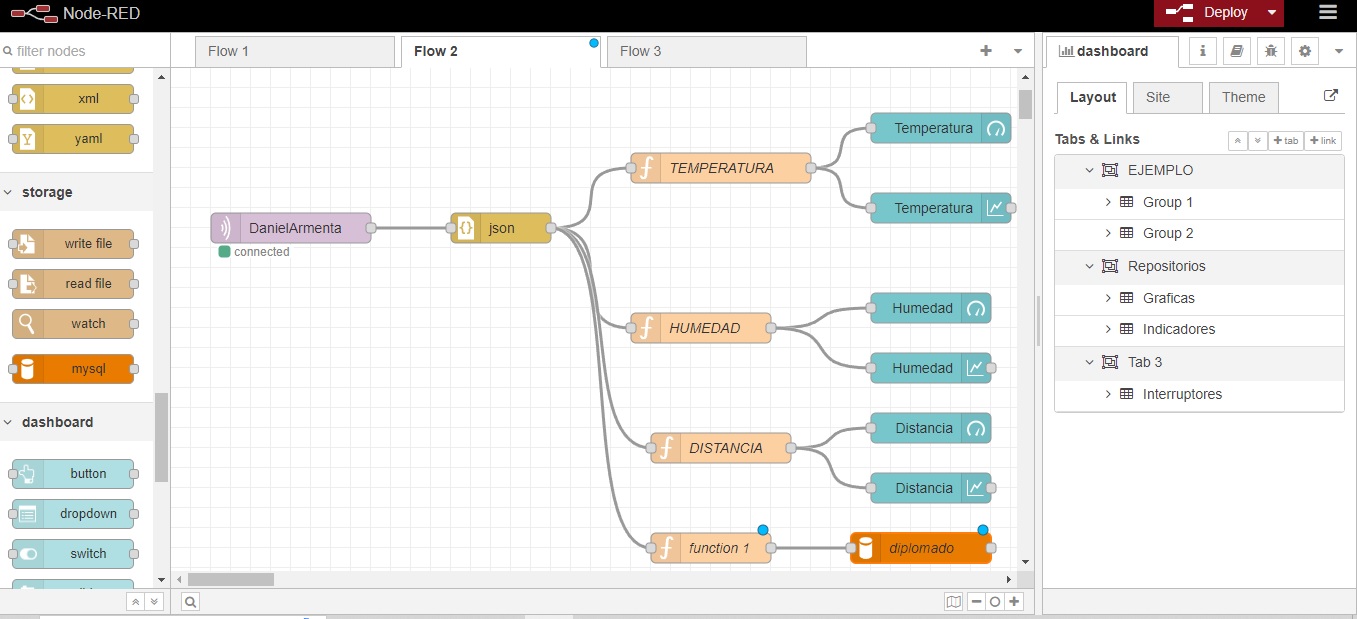 Node-RED
Deploy
filter nodes
Flow 1
Flow 2
Flow 3
dashboard
i
xml
yaml
storage
write file
read file
watch
mysql
dashboard
button
dropdown
switch
DanielArmenta
connected
json
TEMPERATURA
Temperatura
Temperatura
HUMEDAD
Humedad
Humedad
DISTANCIA
Distancia
Distancia
function 1
diplomado
Layout
Site
Theme
Tabs & Links
tab
link
EJEMPLO
Group 1
Group 2
Repositorios
Graficas
Indicadores
Tab 3
Interruptores